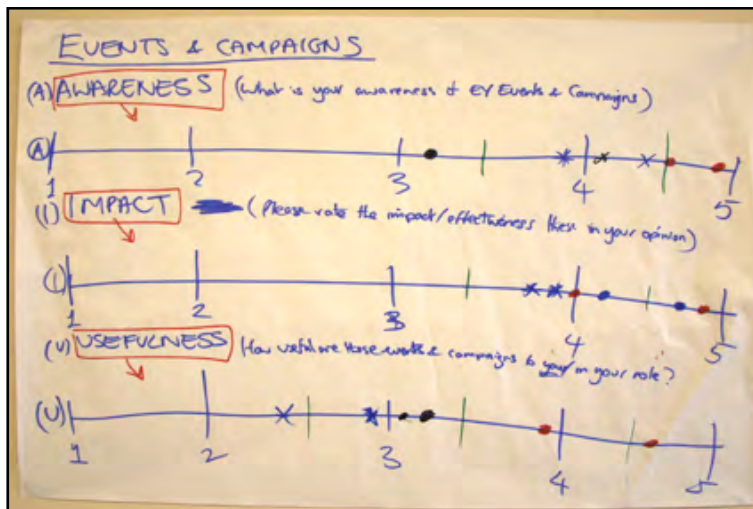 EVENTS & CAMPAIGNS
(A) AWARENESS (What is your awareness of EY Events & Campaigns)
(A) 1 2 3 4 5
(I) IMPACT (Please rate the impact/effectiveness these in your opinion)
(I) 1 2 3 4 5
(U) USEFULNESS (How useful are these & campaigns to you/in your role?
(U) 1 2 3 4 5